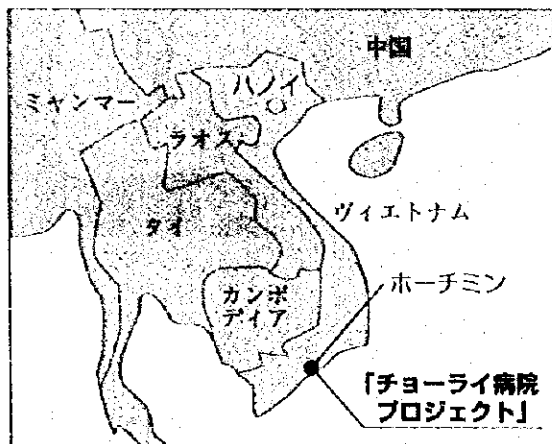 中国
ハノイ
ミャンマー
ラオス
ヴィエトナム
タイ
カンボ
ディア
ホーチミン
「チョーライ病院
プロジェクト」